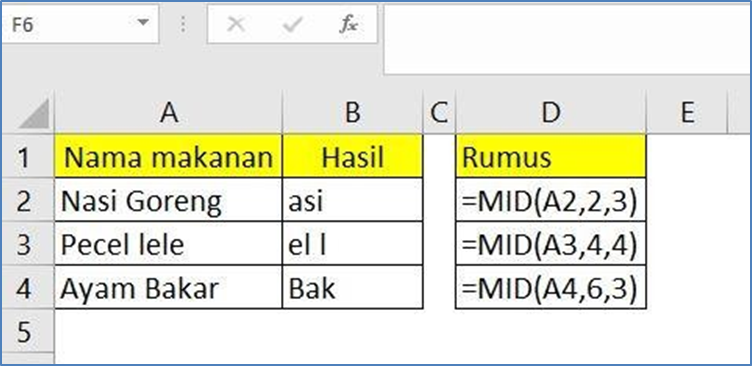 F6
fx
A B C D E
1 Nama makanan Hasil Rumus
2 Nasi Goreng asi =MID(A2,2,3)
3 Pecel lele el l =MID(A3,4,4)
4 Ayam Bakar Bak =MID(A4,6,3)
5